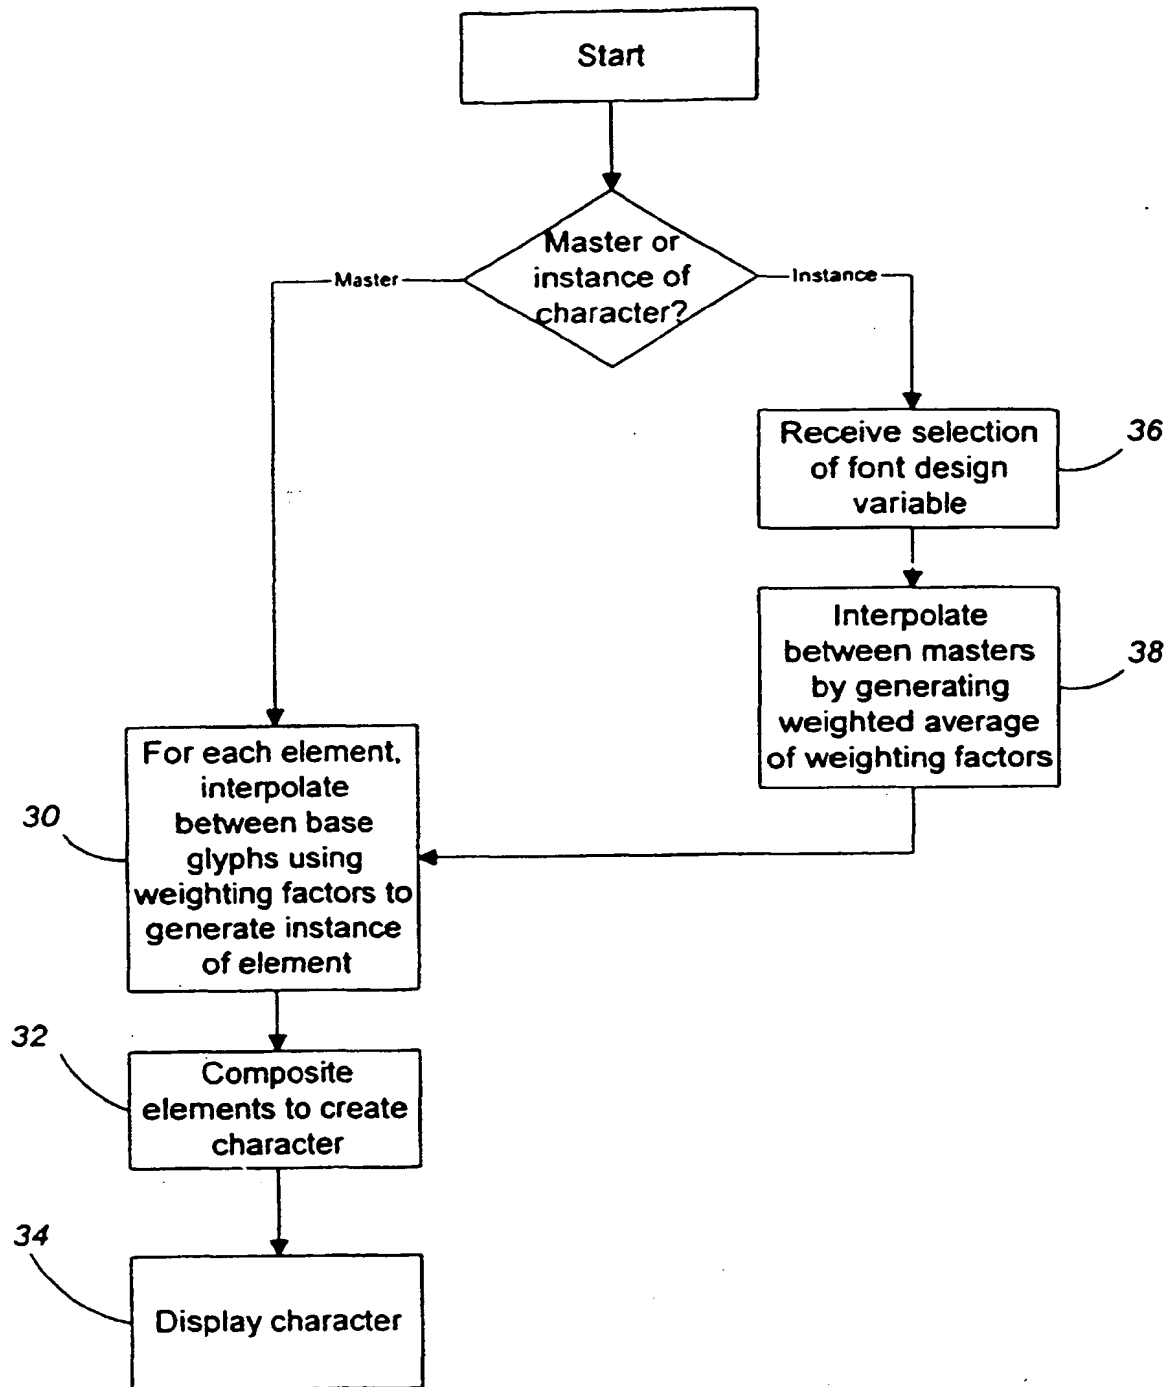 Start
Master or
instance of
character?
Master
Instance
Receive selection
of font design
variable
36
Interpolate
between masters
by generating
weighted average
of weighting factors
38
For each element,
interpolate
between base
glyphs using
weighting factors to
generate instance
of element
30
Composite
elements to create
character
32
Display character
34